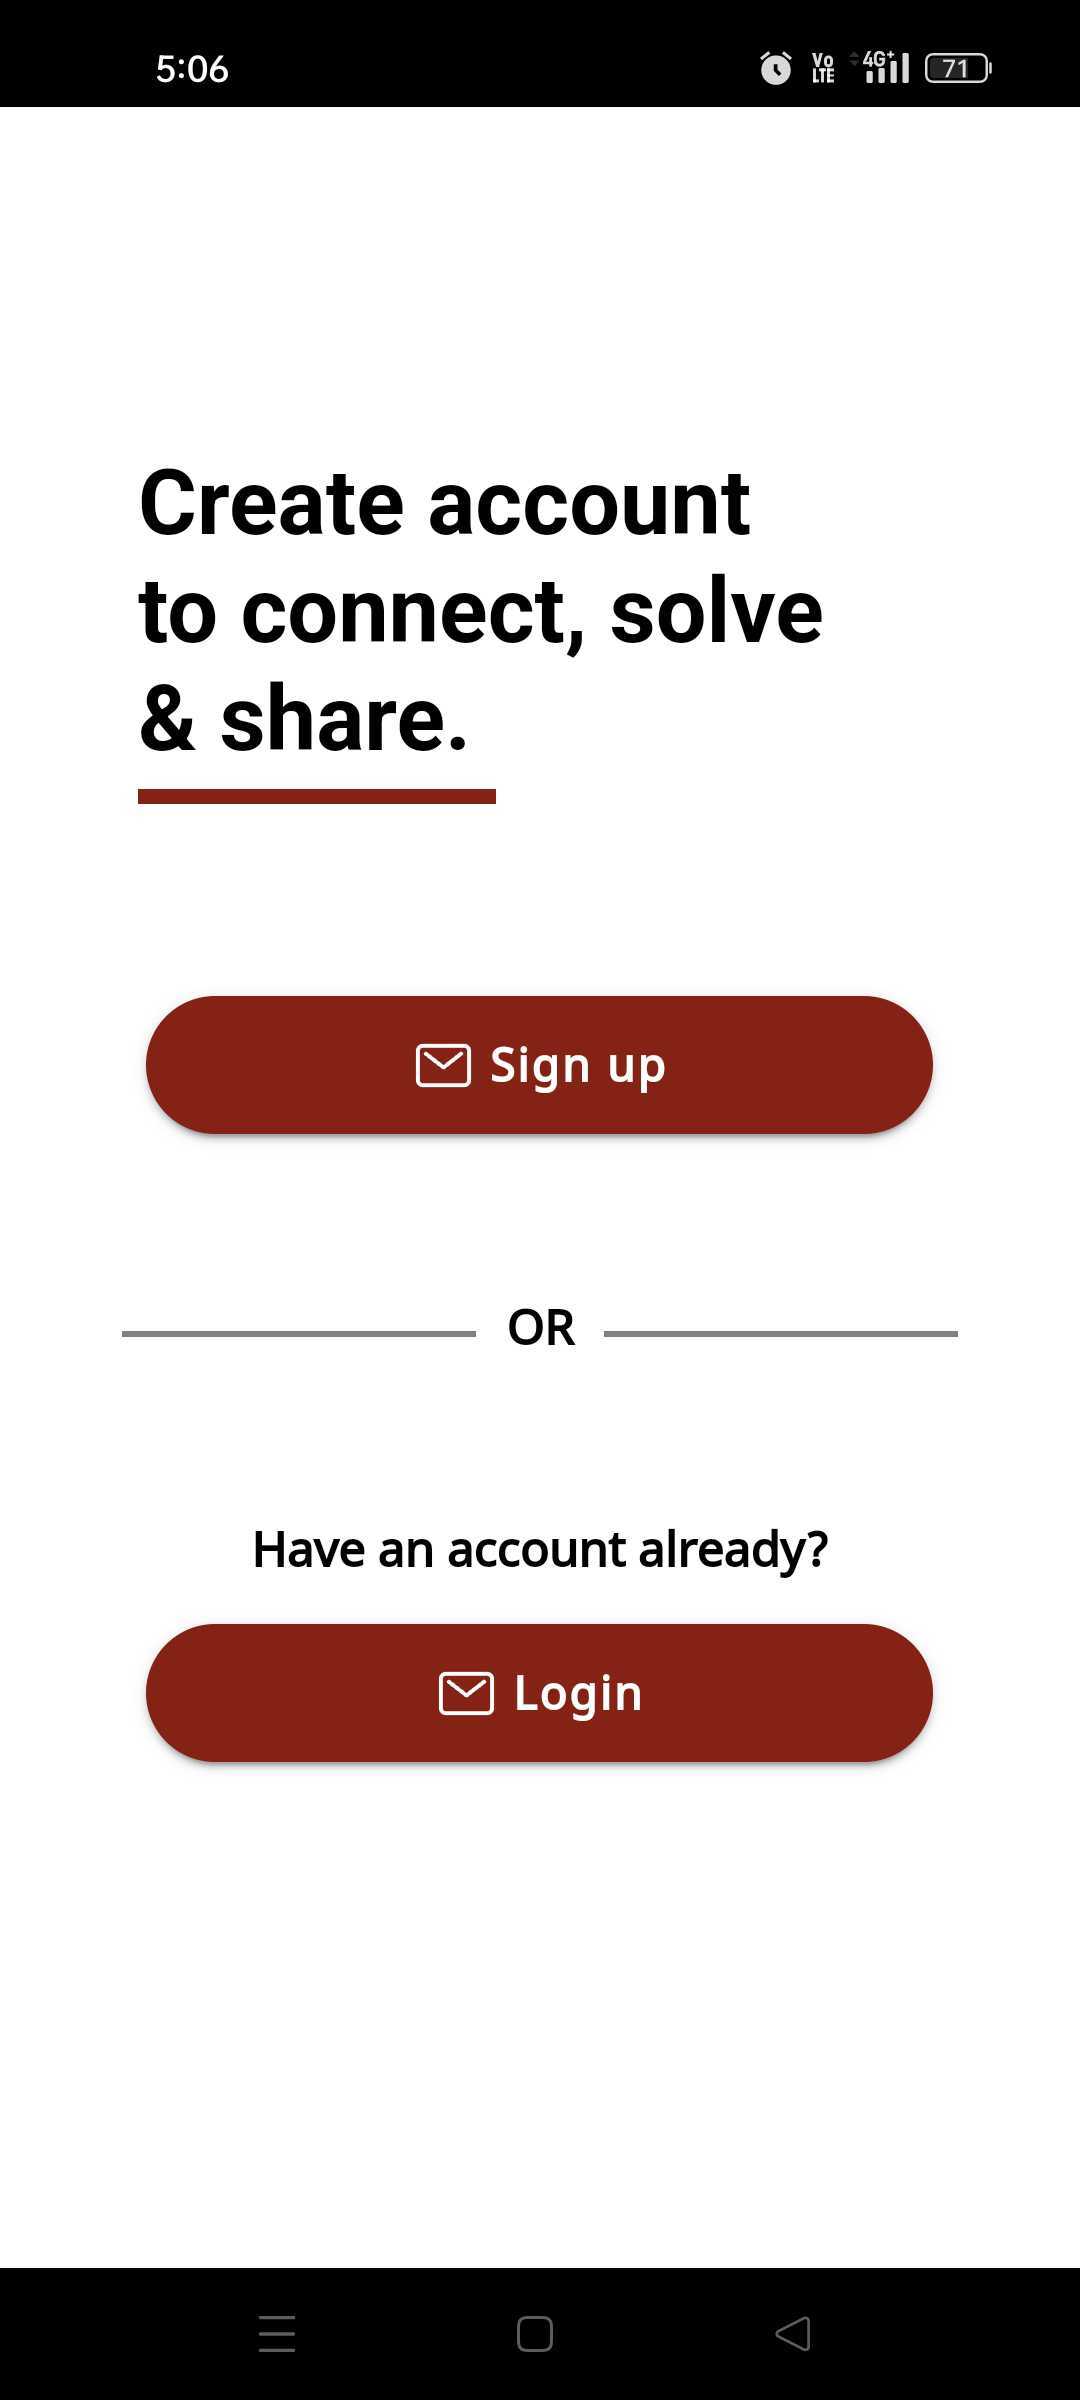 5:06
Vo
LTE
4G+
71
Create account
to connect, solve
& share.
Sign up
OR
Have an account already?
Login